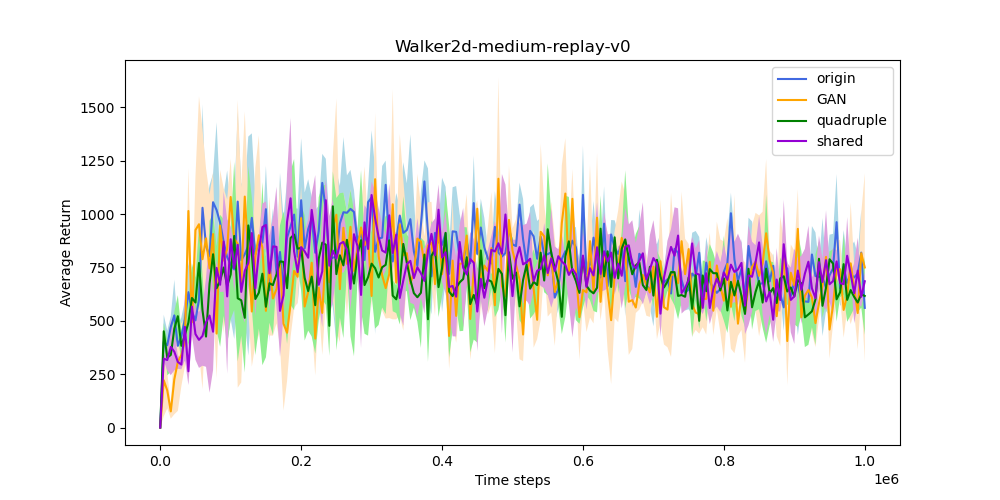 Walker2d-medium-replay-v0
origin
GAN
quadruple
shared
Average Return
1500
1250
1000
750
500
250
0
0.0 0.2 0.4 0.6 0.8 1.0
1e6
Time steps